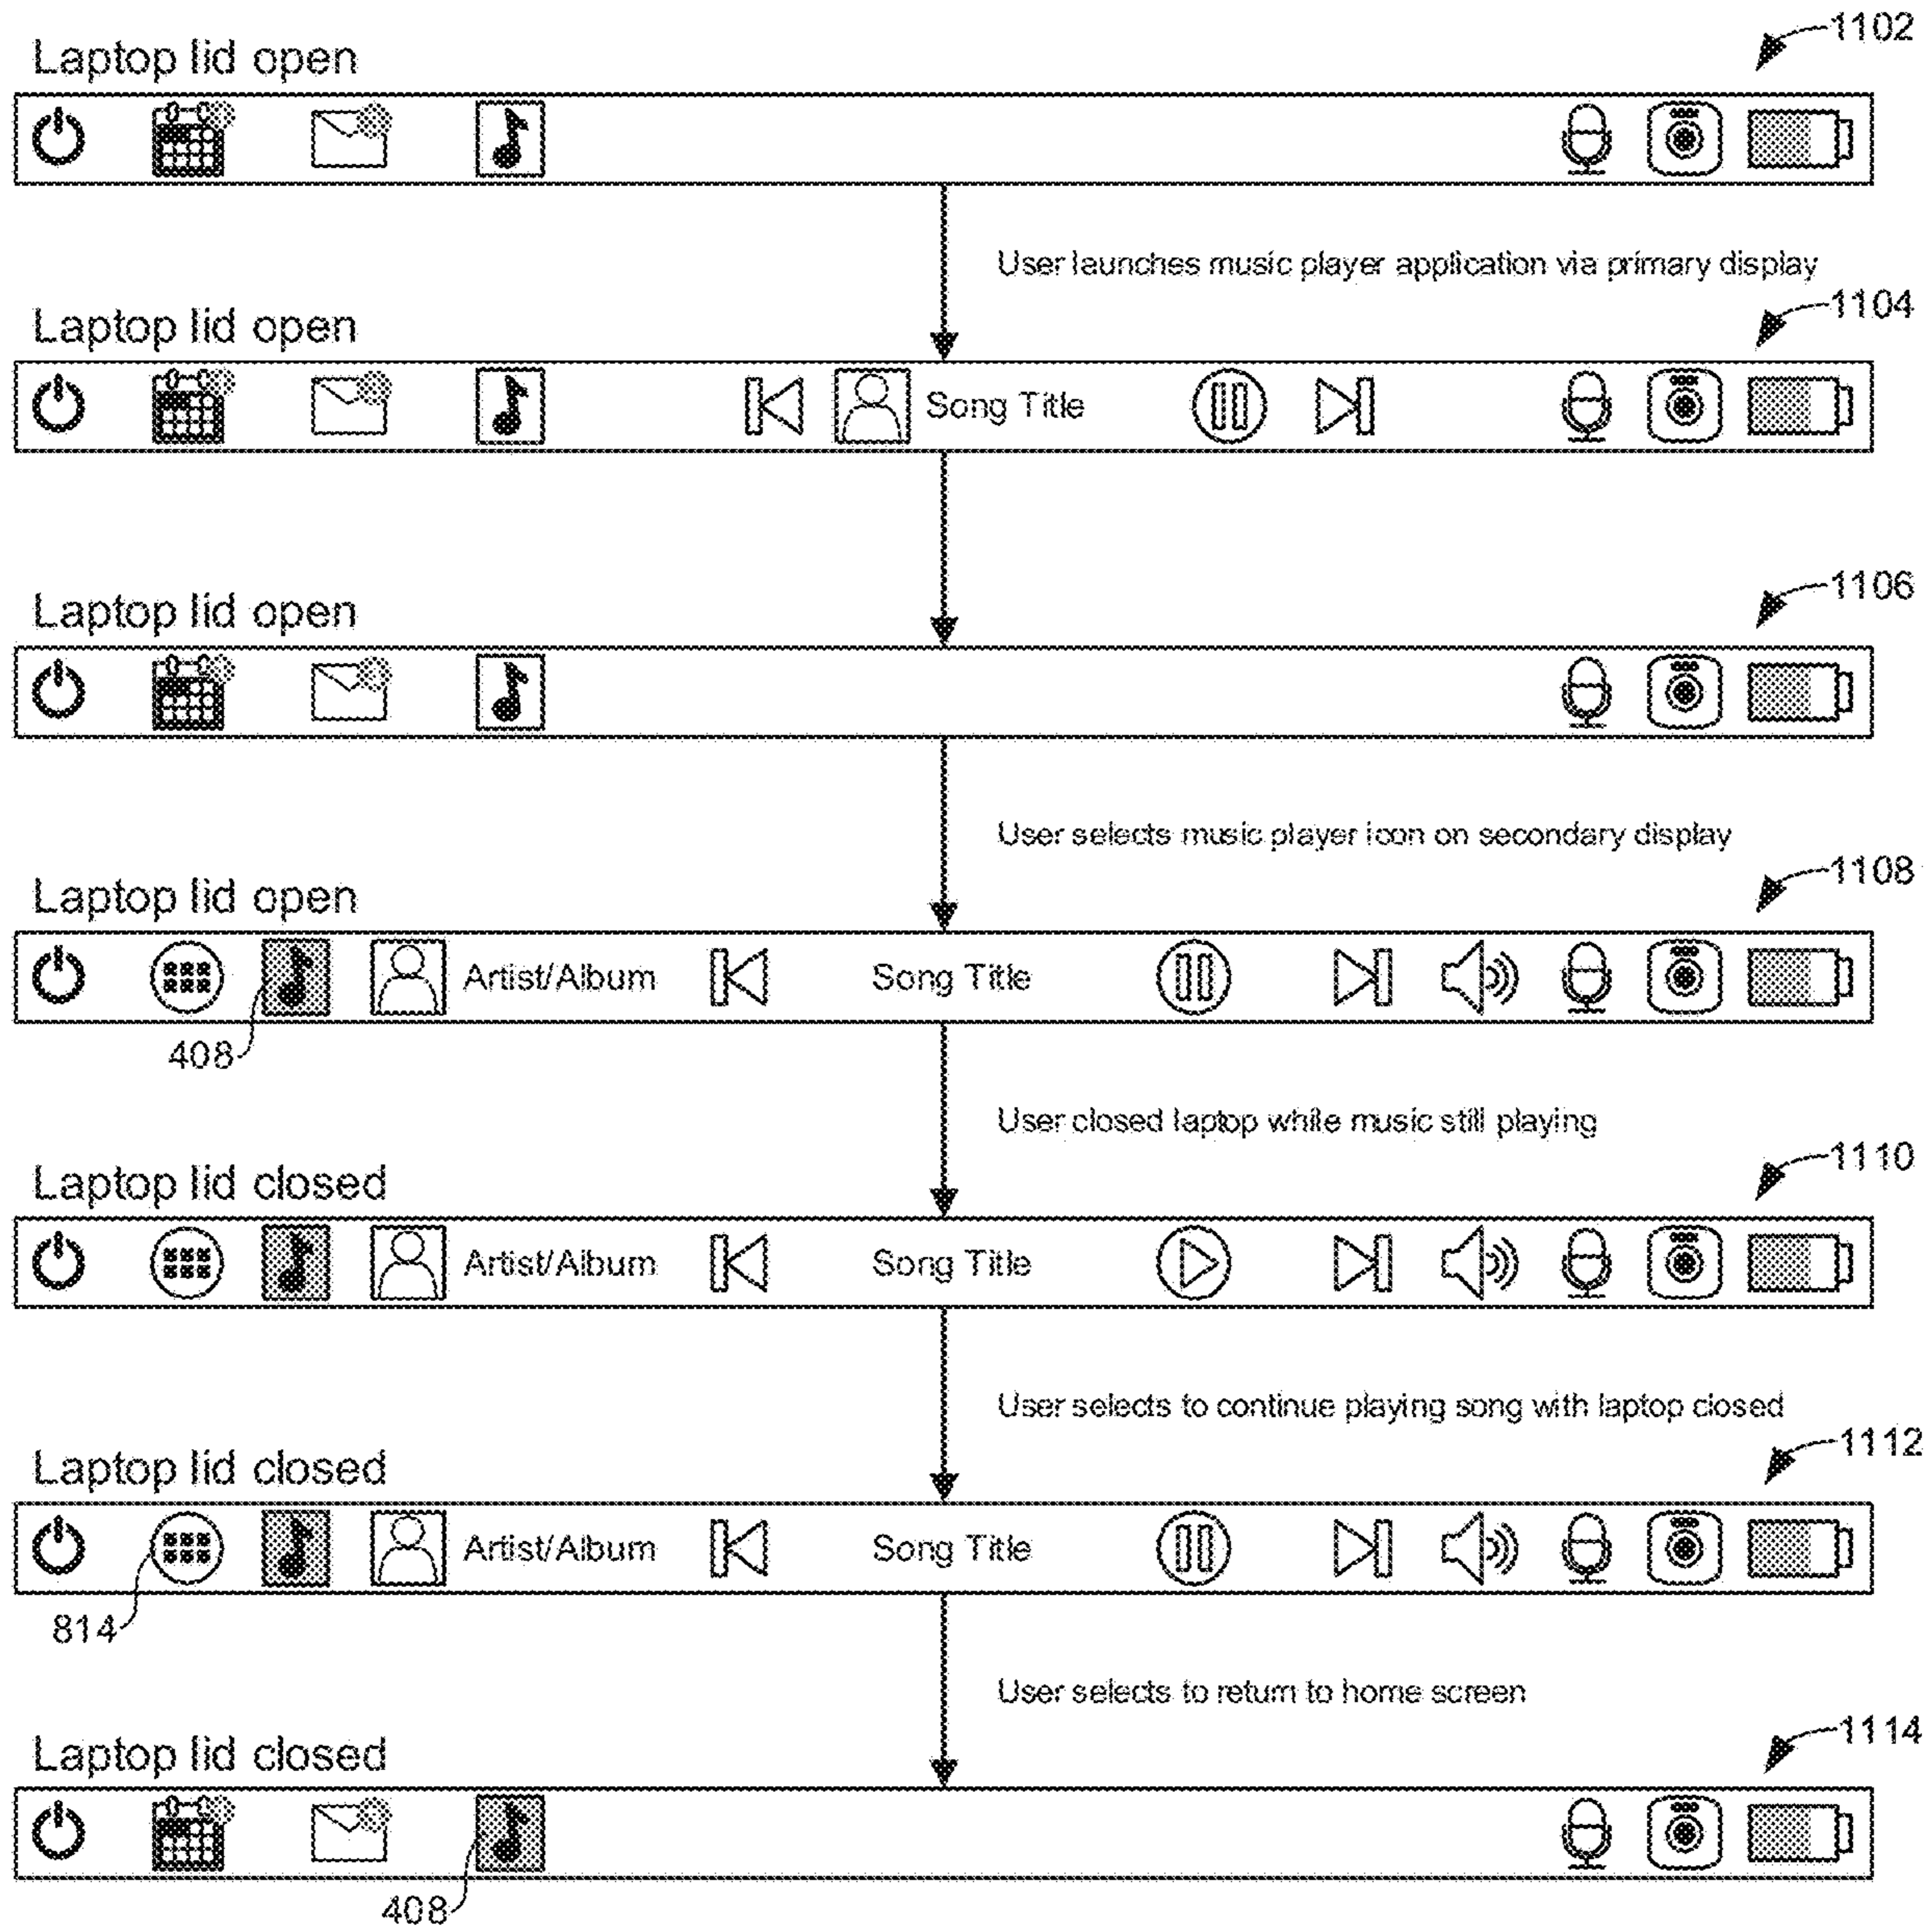 1102
Laptop lid open
User launches music player application via primary display
1104
Laptop lid open
Song Title
1106
Laptop lid open
User selects music player icon on secondary display
1108
Laptop lid open
Artist/Album Song Title
408
User closed laptop while music still playing
1110
Laptop lid closed
Artist/Album Song Title
User selects to continue playing song with laptop closed
1112
Laptop lid closed
Artist/Album Song Title
814
User selects to return to home screen
1114
Laptop lid closed
408